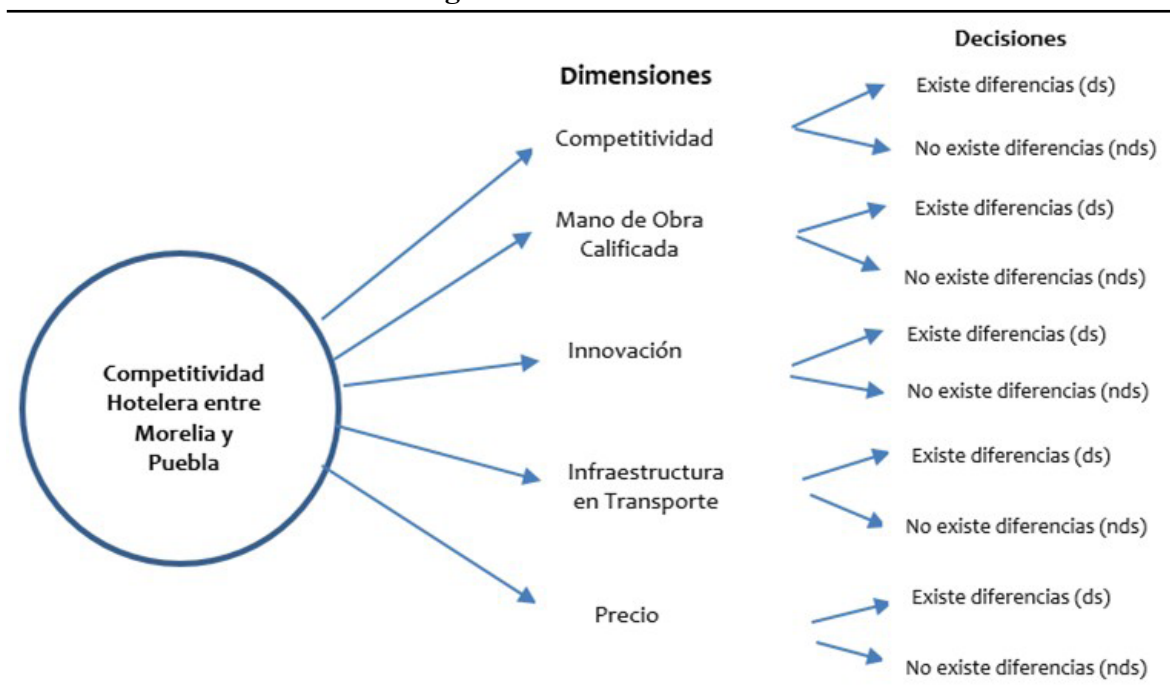 Decisiones
Dimensiones
Existe diferencias (ds)
Competitividad
No existe diferencias (nds)
Existe diferencias (ds)
Mano de Obra
Calificada
No existe diferencias (nds)
Existe diferencias (ds)
Innovación
No existe diferencias (nds)
Competitividad
Hotelera entre
Morelia y
Puebla
Existe diferencias (ds)
Infraestructura
en Transporte
No existe diferencias (nds)
Existe diferencias (ds)
Precio
No existe diferencias (nds)